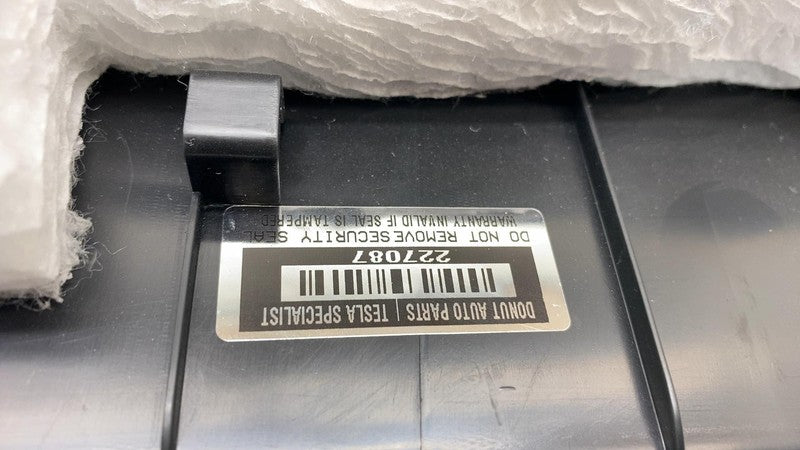 DONUT AUTO PARTS | TESLA SPECIALIST
227087
DO NOT REMOVE SECURITY SEAL
WARRANTY INVALID IF SEAL IS TAMPERED